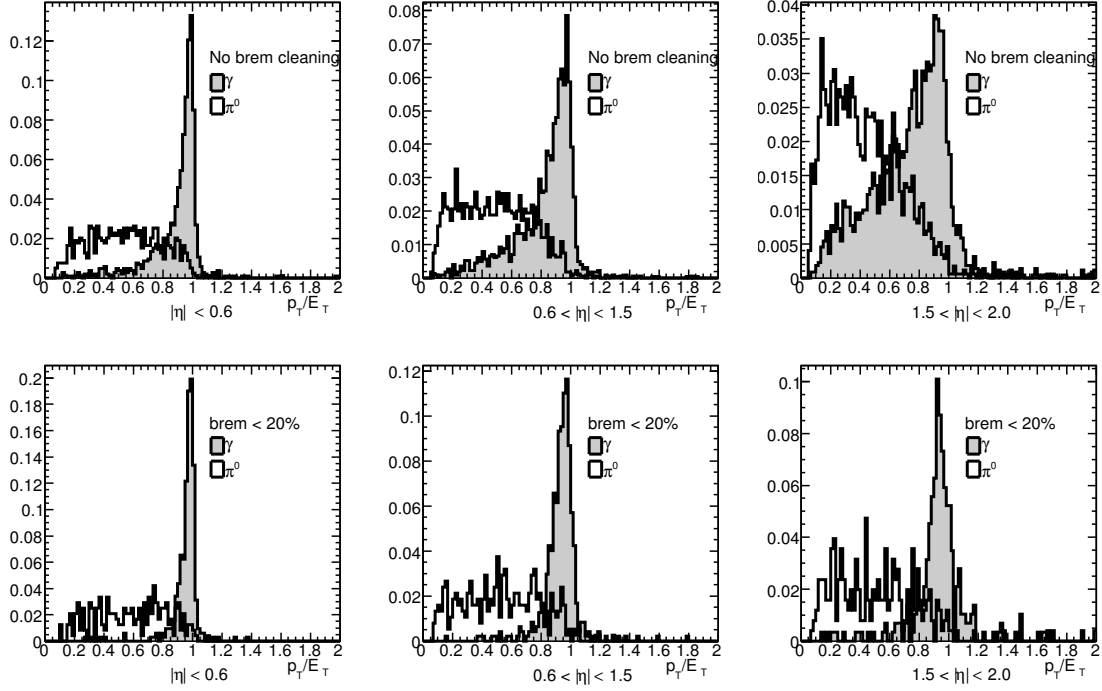 0.12
0.1
0.08
0.06
0.04
0.02
0
No brem cleaning
γ
π⁰
0 0.2 0.4 0.6 0.8 1 1.2 1.4 1.6 1.8 2
p_T/E_T
|η| < 0.6
0.08
0.07
0.06
0.05
0.04
0.03
0.02
0.01
0
No brem cleaning
γ
π⁰
0 0.2 0.4 0.6 0.8 1 1.2 1.4 1.6 1.8 2
p_T/E_T
0.6 < |η| < 1.5
0.04
0.035
0.03
0.025
0.02
0.015
0.01
0.005
0
No brem cleaning
γ
π⁰
0 0.2 0.4 0.6 0.8 1 1.2 1.4 1.6 1.8 2
p_T/E_T
1.5 < |η| < 2.0
0.2
0.18
0.16
0.14
0.12
0.1
0.08
0.06
0.04
0.02
0
brem < 20%
γ
π⁰
0 0.2 0.4 0.6 0.8 1 1.2 1.4 1.6 1.8 2
p_T/E_T
|η| < 0.6
0.12
0.1
0.08
0.06
0.04
0.02
0
brem < 20%
γ
π⁰
0 0.2 0.4 0.6 0.8 1 1.2 1.4 1.6 1.8 2
p_T/E_T
0.6 < |η| < 1.5
0.1
0.08
0.06
0.04
0.02
0
brem < 20%
γ
π⁰
0 0.2 0.4 0.6 0.8 1 1.2 1.4 1.6 1.8 2
p_T/E_T
1.5 < |η| < 2.0